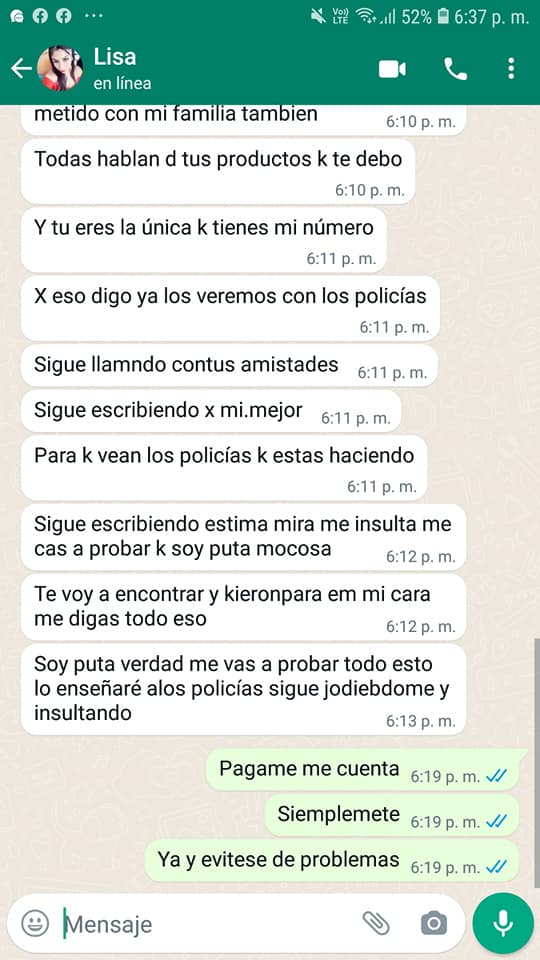 Vo)) LTE 52% 6:37 p. m.
Lisa
en línea
metido con mi familia tambien
6:10 p. m.
Todas hablan d tus productos k te debo
6:10 p. m.
Y tu eres la única k tienes mi número
6:11 p. m.
X eso digo ya los veremos con los policías
6:11 p. m.
Sigue llamndo contus amistades 6:11 p. m.
Sigue escribiendo x mi.mejor 6:11 p. m.
Para k vean los policías k estas haciendo
6:11 p. m.
Sigue escribiendo estima mira me insulta me
cas a probar k soy puta mocosa 6:12 p. m.
Te voy a encontrar y kieronpara em mi cara
me digas todo eso 6:12 p. m.
Soy puta verdad me vas a probar todo esto
lo enseñaré alos policías sigue jodiebdome y
insultando 6:13 p. m.
Pagame me cuenta 6:19 p. m.
Siemplemete 6:19 p. m.
Ya y evitese de problemas 6:19 p. m.
Mensaje